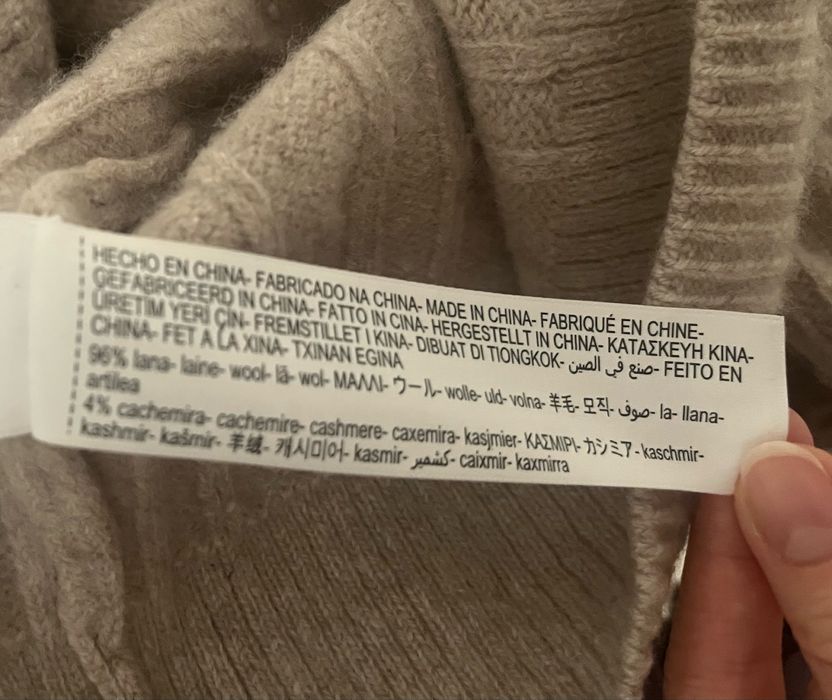 HECHO EN CHINA- FABRICADO NA CHINA- MADE IN CHINA- FABRIQUÉ EN CHINE-
GEFABRICEERD IN CHINA- FATTO IN CINA- HERGESTELLT IN CHINA- ΚΑΤΑΣΚΕΥΗ ΚΙΝΑ-
ÜRETİM YERİ ÇİN- FREMSTILLET I KINA- DIBUAT DI TIONGKOK- صنع في الصين- FEITO EN
CHINA- FET A LA XINA- TXINAN EGINA
96% lana- laine- wool- lã- wol- ΜΑΛΛΙ- ウール- wolle- uld- volna- 羊毛- 모직- صوف- la- llana-
artilea
4% cachemira- cachemire- cashmere- caxemira- kasjmier- ΚΑΣΜΙΡΙ- カシミア- kaschmir-
kashmir- kašmir- 羊绒- 캐시미어- kasmir- كشمير- caixmir- kaxmirra